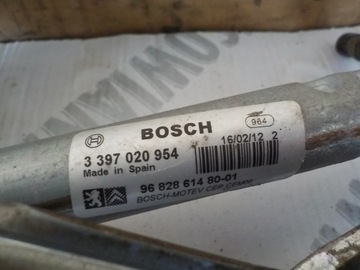 BOSCH
964
3 397 020 954
16/02/12 2
Made in Spain
96 828 614 80-01
BOSCH-MOTEV CEP CEM09